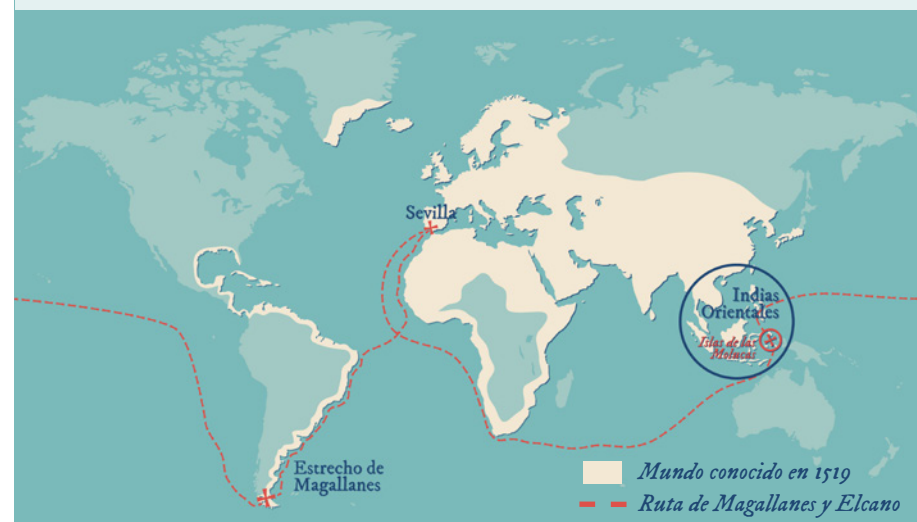 Sevilla
Indias
Orientales
Islas de las
Molucas
Estrecho de
Magallanes
Mundo conocido en 1519
Ruta de Magallanes y Elcano